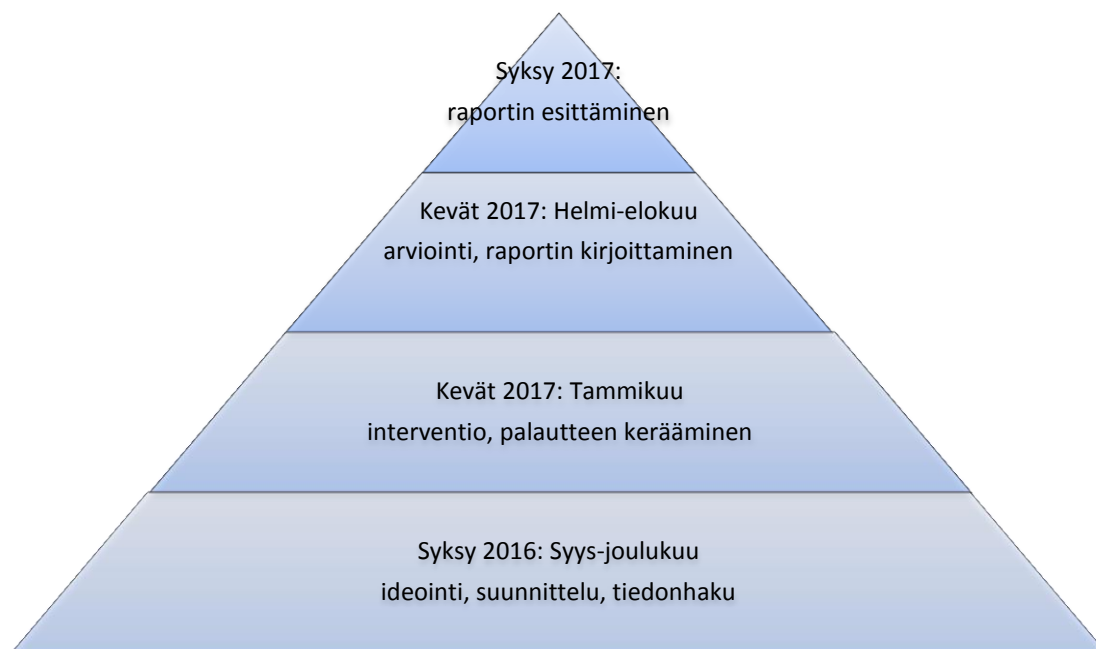 Syksy 2017:
raportin esittäminen
Kevät 2017: Helmi-elokuu
arviointi, raportin kirjoittaminen
Kevät 2017: Tammikuu
interventio, palautteen kerääminen
Syksy 2016: Syys-joulukuu
ideointi, suunnittelu, tiedonhaku